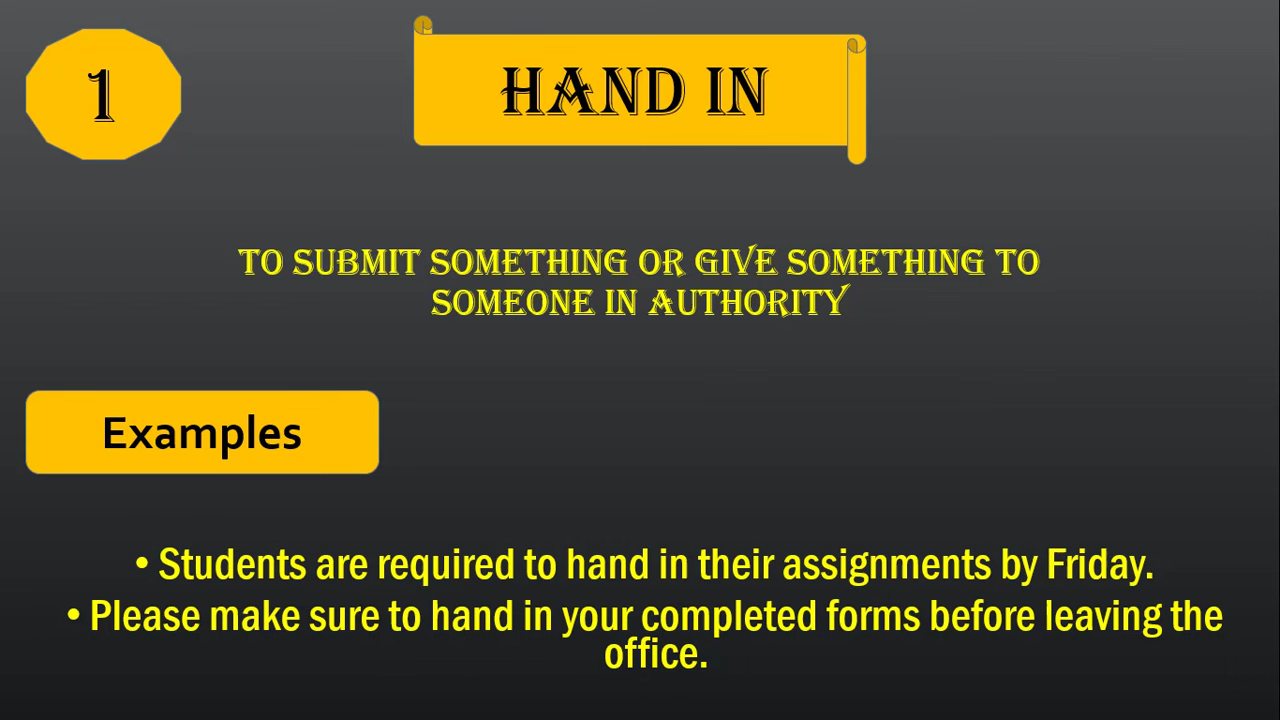 1
HAND IN
TO SUBMIT SOMETHING OR GIVE SOMETHING TO
SOMEONE IN AUTHORITY
Examples
• Students are required to hand in their assignments by Friday.
• Please make sure to hand in your completed forms before leaving the
office.